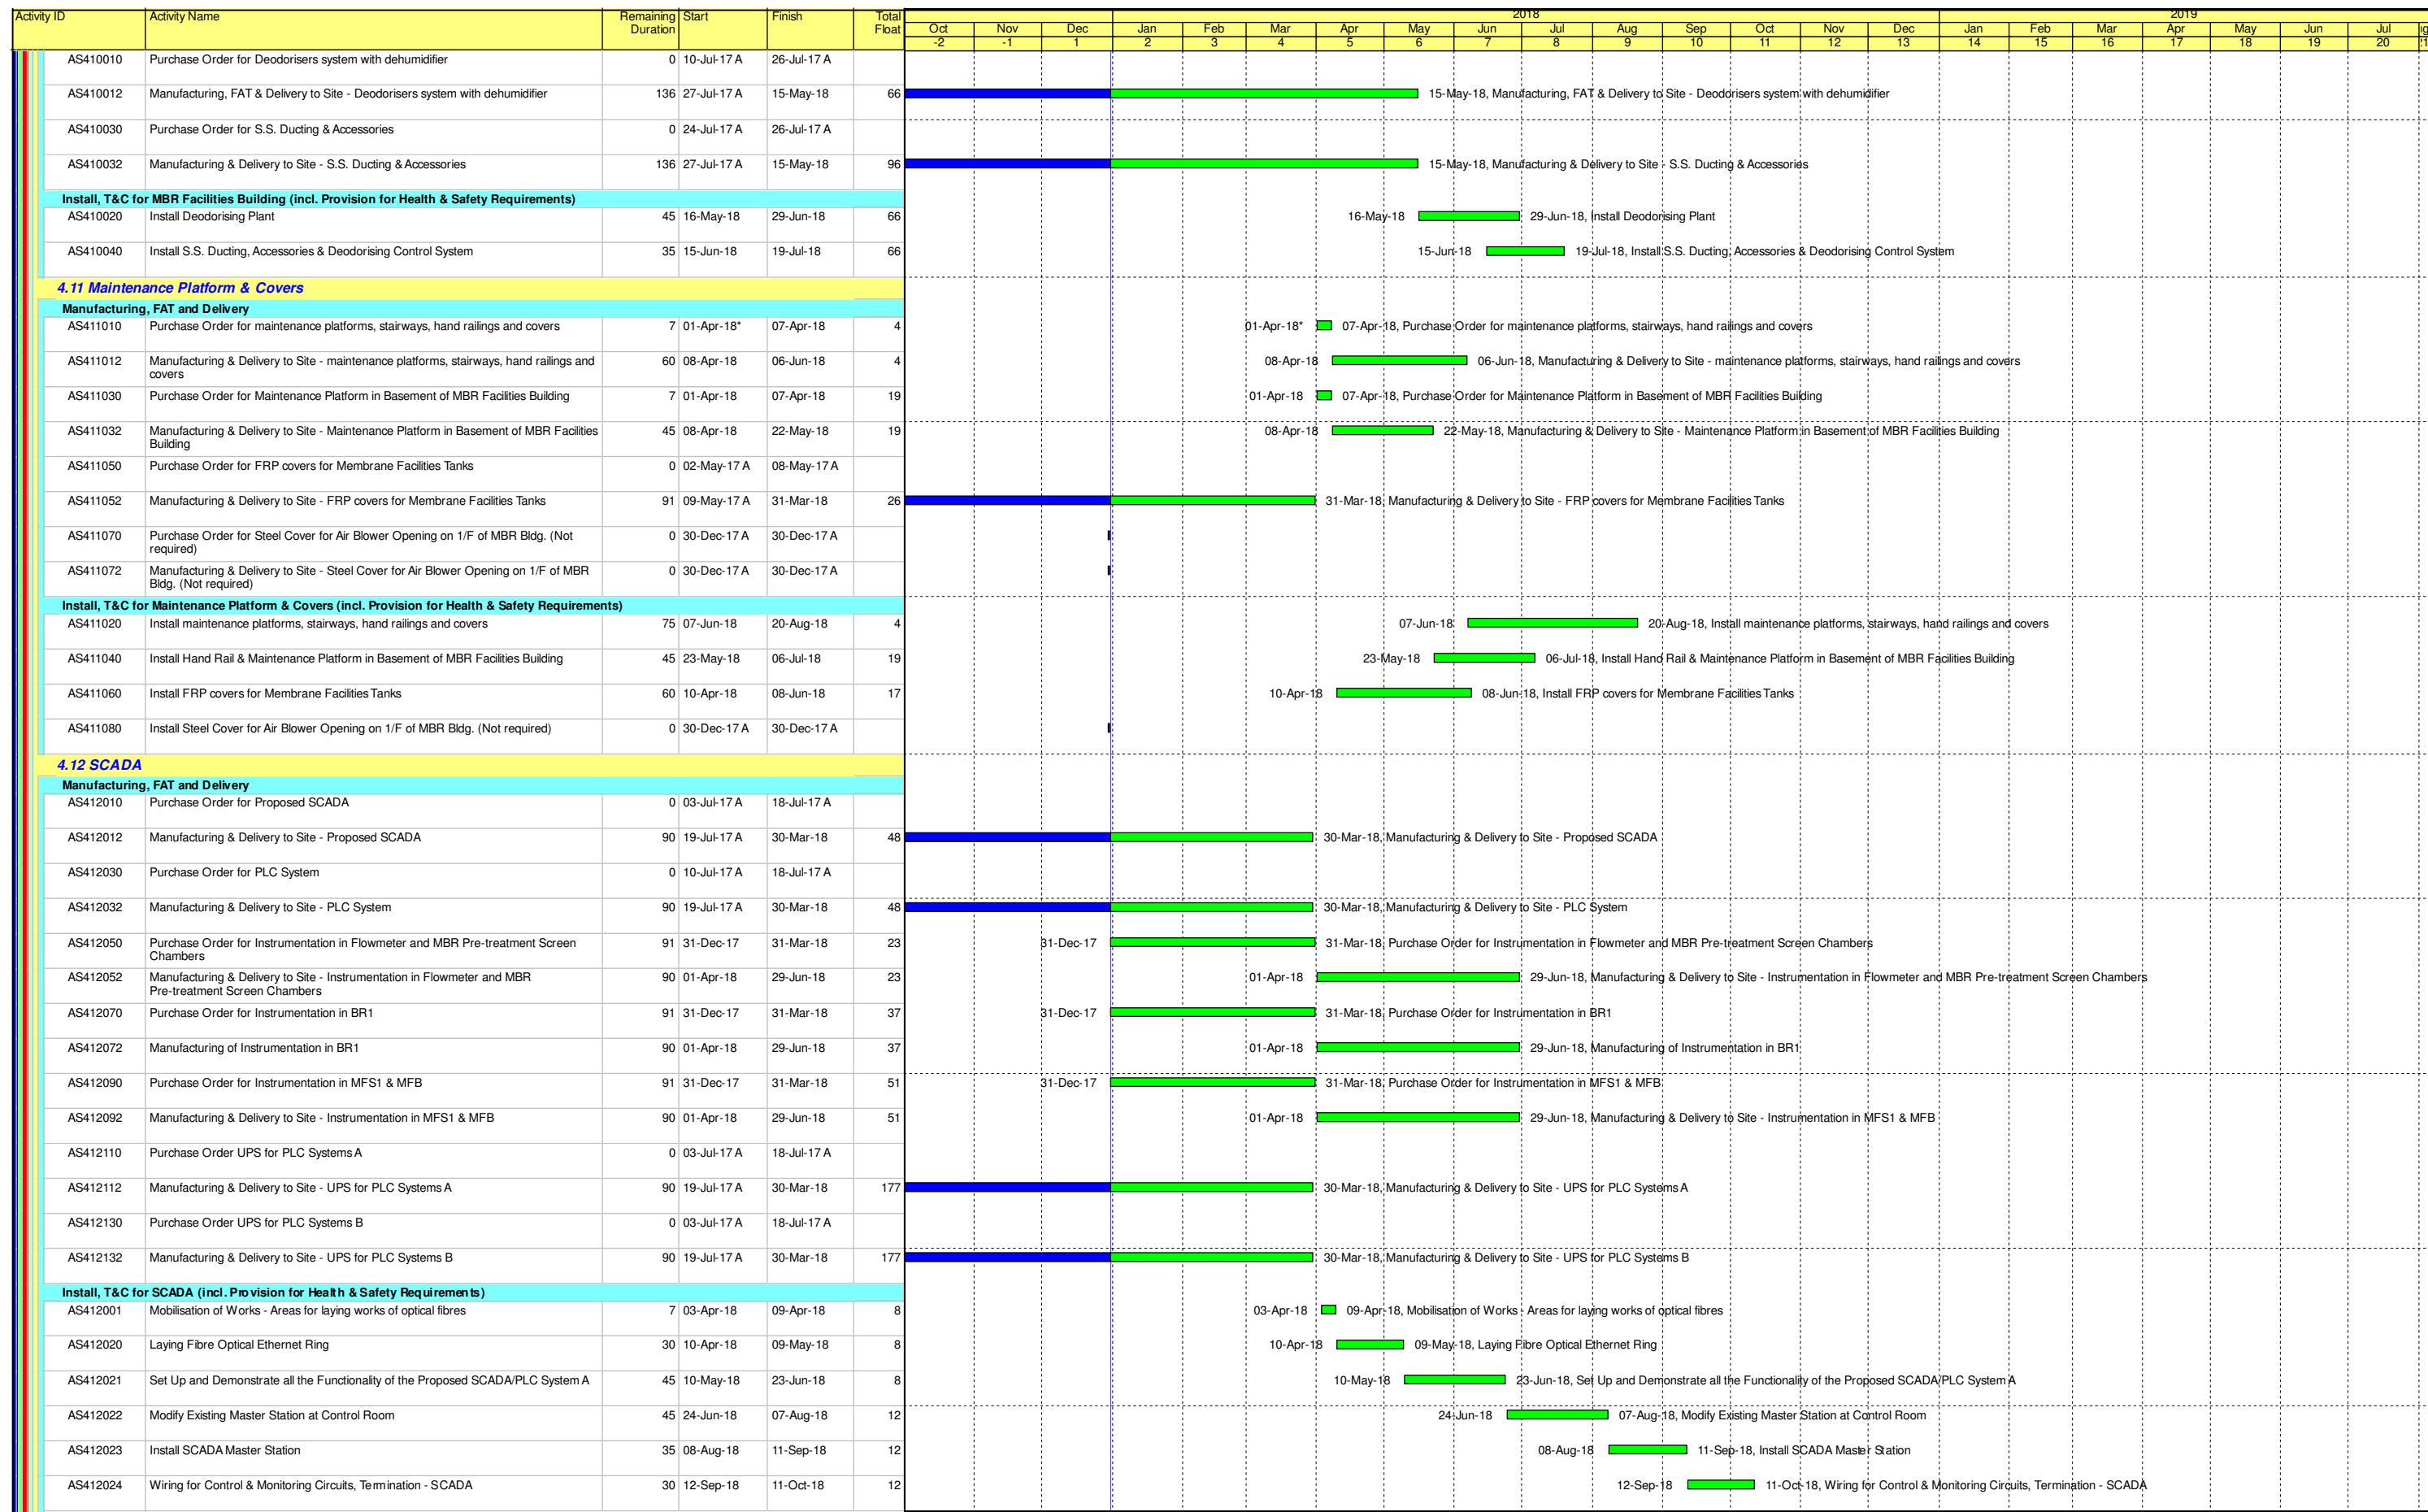 Activity ID Activity Name Remaining Start Finish Total 2018 2019
Duration Float Oct Nov Dec Jan Feb Mar Apr May Jun Jul Aug Sep Oct Nov Dec Jan Feb Mar Apr May Jun Jul
-2 -1 1 2 3 4 5 6 7 8 9 10 11 12 13 14 15 16 17 18 19 20
AS410010 Purchase Order for Deodorisers system with dehumidifier 0 10-Jul-17 A 26-Jul-17 A
AS410012 Manufacturing, FAT & Delivery to Site - Deodorisers system with dehumidifier 136 27-Jul-17 A 15-May-18 66 15-May-18, Manufacturing, FAT & Delivery to Site - Deodorisers system with dehumidifier
AS410030 Purchase Order for S.S. Ducting & Accessories 0 24-Jul-17 A 26-Jul-17 A
AS410032 Manufacturing & Delivery to Site - S.S. Ducting & Accessories 136 27-Jul-17 A 15-May-18 96 15-May-18, Manufacturing & Delivery to Site - S.S. Ducting & Accessories
Install, T&C for MBR Facilities Building (incl. Provision for Health & Safety Requirements)
AS410020 Install Deodorising Plant 45 16-May-18 29-Jun-18 66 16-May-18 29-Jun-18, Install Deodorising Plant
AS410040 Install S.S. Ducting, Accessories & Deodorising Control System 35 15-Jun-18 19-Jul-18 66 15-Jun-18 19-Jul-18, Install S.S. Ducting, Accessories & Deodorising Control System
4.11 Maintenance Platform & Covers
Manufacturing, FAT and Delivery
AS411010 Purchase Order for maintenance platforms, stairways, hand railings and covers 7 01-Apr-18* 07-Apr-18 4 01-Apr-18* 07-Apr-18, Purchase Order for maintenance platforms, stairways, hand railings and covers
AS411012 Manufacturing & Delivery to Site - maintenance platforms, stairways, hand railings and 60 08-Apr-18 06-Jun-18 4 08-Apr-18 06-Jun-18, Manufacturing & Delivery to Site - maintenance platforms, stairways, hand railings and covers
covers
AS411030 Purchase Order for Maintenance Platform in Basement of MBR Facilities Building 7 01-Apr-18 07-Apr-18 19 01-Apr-18 07-Apr-18, Purchase Order for Maintenance Platform in Basement of MBR Facilities Building
AS411032 Manufacturing & Delivery to Site - Maintenance Platform in Basement of MBR Facilities 45 08-Apr-18 22-May-18 19 08-Apr-18 22-May-18, Manufacturing & Delivery to Site - Maintenance Platform in Basement of MBR Facilities Building
Building
AS411050 Purchase Order for FRP covers for Membrane Facilities Tanks 0 02-May-17 A 08-May-17 A
AS411052 Manufacturing & Delivery to Site - FRP covers for Membrane Facilities Tanks 91 09-May-17 A 31-Mar-18 26 31-Mar-18, Manufacturing & Delivery to Site - FRP covers for Membrane Facilities Tanks
AS411070 Purchase Order for Steel Cover for Air Blower Opening on 1/F of MBR Bldg. (Not 0 30-Dec-17 A 30-Dec-17 A
required)
AS411072 Manufacturing & Delivery to Site - Steel Cover for Air Blower Opening on 1/F of MBR 0 30-Dec-17 A 30-Dec-17 A
Bldg. (Not required)
Install, T&C for Maintenance Platform & Covers (incl. Provision for Health & Safety Requirements)
AS411020 Install maintenance platforms, stairways, hand railings and covers 75 07-Jun-18 20-Aug-18 4 07-Jun-18 20-Aug-18, Install maintenance platforms, stairways, hand railings and covers
AS411040 Install Hand Rail & Maintenance Platform in Basement of MBR Facilities Building 45 23-May-18 06-Jul-18 19 23-May-18 06-Jul-18, Install Hand Rail & Maintenance Platform in Basement of MBR Facilities Building
AS411060 Install FRP covers for Membrane Facilities Tanks 60 10-Apr-18 08-Jun-18 17 10-Apr-18 08-Jun-18, Install FRP covers for Membrane Facilities Tanks
AS411080 Install Steel Cover for Air Blower Opening on 1/F of MBR Bldg. (Not required) 0 30-Dec-17 A 30-Dec-17 A
4.12 SCADA
Manufacturing, FAT and Delivery
AS412010 Purchase Order for Proposed SCADA 0 03-Jul-17 A 18-Jul-17 A
AS412012 Manufacturing & Delivery to Site - Proposed SCADA 90 19-Jul-17 A 30-Mar-18 48 30-Mar-18, Manufacturing & Delivery to Site - Proposed SCADA
AS412030 Purchase Order for PLC System 0 10-Jul-17 A 18-Jul-17 A
AS412032 Manufacturing & Delivery to Site - PLC System 90 19-Jul-17 A 30-Mar-18 48 30-Mar-18, Manufacturing & Delivery to Site - PLC System
AS412050 Purchase Order for Instrumentation in Flowmeter and MBR Pre-treatment Screen 91 31-Dec-17 31-Mar-18 23 31-Dec-17 31-Mar-18, Purchase Order for Instrumentation in Flowmeter and MBR Pre-treatment Screen Chambers
Chambers
AS412052 Manufacturing & Delivery to Site - Instrumentation in Flowmeter and MBR 90 01-Apr-18 29-Jun-18 23 01-Apr-18 29-Jun-18, Manufacturing & Delivery to Site - Instrumentation in Flowmeter and MBR Pre-treatment Screen Chambers
Pre-treatment Screen Chambers
AS412070 Purchase Order for Instrumentation in BR1 91 31-Dec-17 31-Mar-18 37 31-Dec-17 31-Mar-18, Purchase Order for Instrumentation in BR1
AS412072 Manufacturing of Instrumentation in BR1 90 01-Apr-18 29-Jun-18 37 01-Apr-18 29-Jun-18, Manufacturing of Instrumentation in BR1
AS412090 Purchase Order for Instrumentation in MFS1 & MFB 91 31-Dec-17 31-Mar-18 51 31-Dec-17 31-Mar-18, Purchase Order for Instrumentation in MFS1 & MFB
AS412092 Manufacturing & Delivery to Site - Instrumentation in MFS1 & MFB 90 01-Apr-18 29-Jun-18 51 01-Apr-18 29-Jun-18, Manufacturing & Delivery to Site - Instrumentation in MFS1 & MFB
AS412110 Purchase Order UPS for PLC Systems A 0 03-Jul-17 A 18-Jul-17 A
AS412112 Manufacturing & Delivery to Site - UPS for PLC Systems A 90 19-Jul-17 A 30-Mar-18 177 30-Mar-18, Manufacturing & Delivery to Site - UPS for PLC Systems A
AS412130 Purchase Order UPS for PLC Systems B 0 03-Jul-17 A 18-Jul-17 A
AS412132 Manufacturing & Delivery to Site - UPS for PLC Systems B 90 19-Jul-17 A 30-Mar-18 177 30-Mar-18, Manufacturing & Delivery to Site - UPS for PLC Systems B
Install, T&C for SCADA (incl. Provision for Health & Safety Requirements)
AS412001 Mobilisation of Works - Areas for laying works of optical fibres 7 03-Apr-18 09-Apr-18 8 03-Apr-18 09-Apr-18, Mobilisation of Works - Areas for laying works of optical fibres
AS412020 Laying Fibre Optical Ethernet Ring 30 10-Apr-18 09-May-18 8 10-Apr-18 09-May-18, Laying Fibre Optical Ethernet Ring
AS412021 Set Up and Demonstrate all the Functionality of the Proposed SCADA/PLC System A 45 10-May-18 23-Jun-18 8 10-May-18 23-Jun-18, Set Up and Demonstrate all the Functionality of the Proposed SCADA/PLC System A
AS412022 Modify Existing Master Station at Control Room 45 24-Jun-18 07-Aug-18 12 24-Jun-18 07-Aug-18, Modify Existing Master Station at Control Room
AS412023 Install SCADA Master Station 35 08-Aug-18 11-Sep-18 12 08-Aug-18 11-Sep-18, Install SCADA Master Station
AS412024 Wiring for Control & Monitoring Circuits, Termination - SCADA 30 12-Sep-18 11-Oct-18 12 12-Sep-18 11-Oct-18, Wiring for Control & Monitoring Circuits, Termination - SCADA